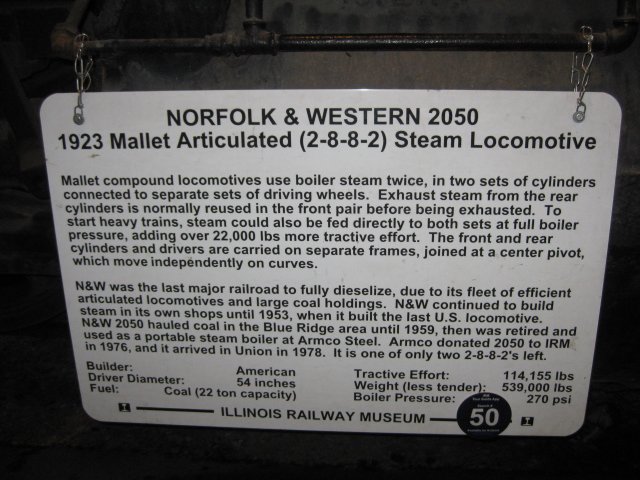 NORFOLK & WESTERN 2050
1923 Mallet Articulated (2-8-8-2) Steam Locomotive
Mallet compound locomotives use boiler steam twice, in two sets of cylinders
connected to separate sets of driving wheels. Exhaust steam from the rear
cylinders is normally reused in the front pair before being exhausted. To
start heavy trains, steam could also be fed directly to both sets at full boiler
pressure, adding over 22,000 lbs more tractive effort. The front and rear
cylinders and drivers are carried on separate frames, joined at a center pivot,
which move independently on curves.
N&W was the last major railroad to fully dieselize, due to its fleet of efficient
articulated locomotives and large coal holdings. N&W continued to build
steam in its own shops until 1953, when it built the last U.S. locomotive.
N&W 2050 hauled coal in the Blue Ridge area until 1959, then was retired and
used as a portable steam boiler at Armco Steel. Armco donated 2050 to IRM
in 1976, and it arrived in Union in 1978. It is one of only two 2-8-8-2's left.
Builder: American Tractive Effort: 114,155 lbs
Driver Diameter: 54 inches Weight (less tender): 539,000 lbs
Fuel: Coal (22 ton capacity) Boiler Pressure: 270 psi
ILLINOIS RAILWAY MUSEUM
50